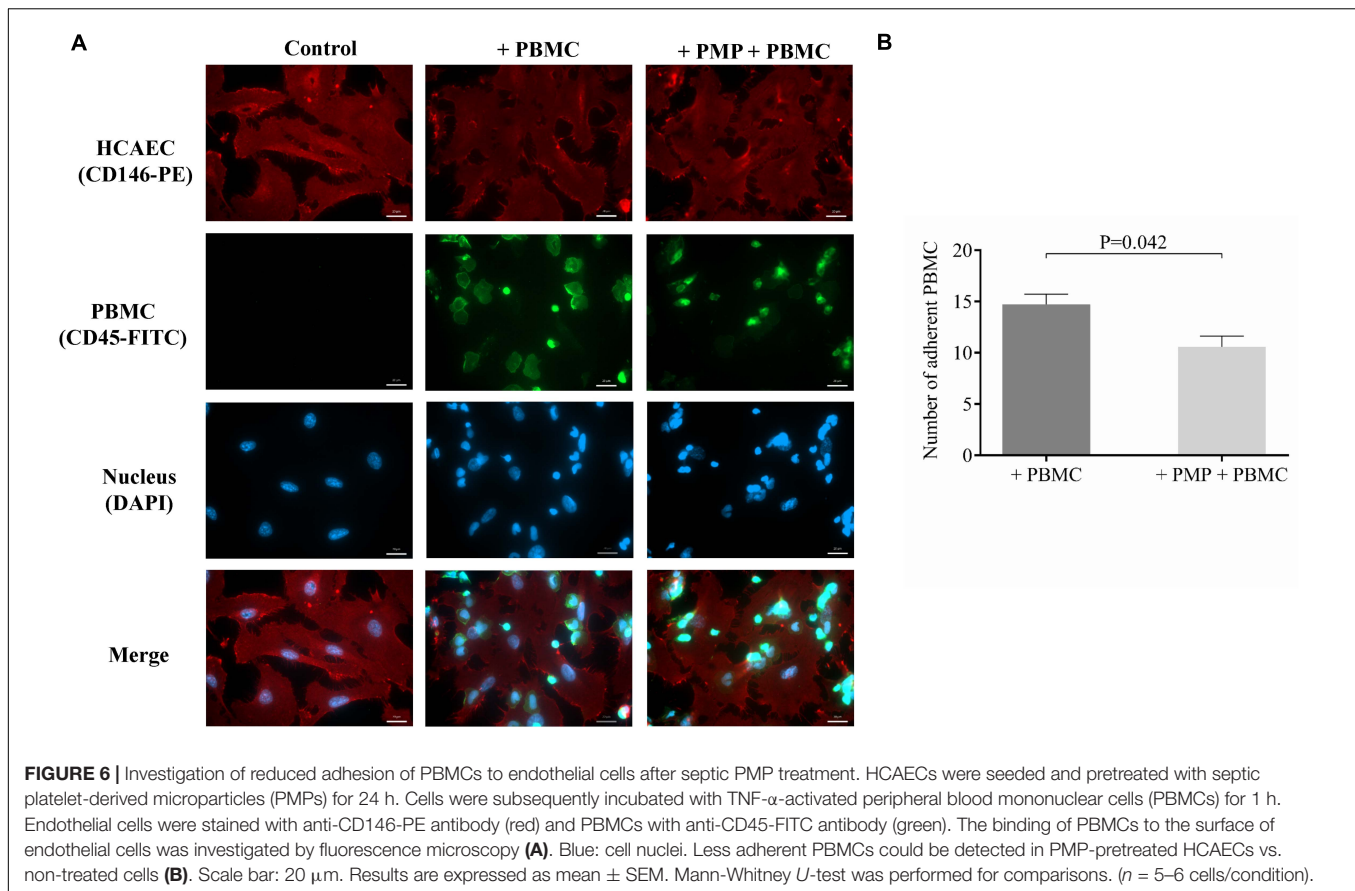 A
Control
+ PBMC
+ PMP + PBMC
HCAEC
(CD146-PE)
PBMC
(CD45-FITC)
Nucleus
(DAPI)
Merge
B
P=0.042
Number of adherent PBMC
20
15
10
5
0
+ PBMC
+ PMP + PBMC
FIGURE 6 | Investigation of reduced adhesion of PBMCs to endothelial cells after septic PMP treatment. HCAECs were seeded and pretreated with septic
platelet-derived microparticles (PMPs) for 24 h. Cells were subsequently incubated with TNF-α-activated peripheral blood mononuclear cells (PBMCs) for 1 h.
Endothelial cells were stained with anti-CD146-PE antibody (red) and PBMCs with anti-CD45-FITC antibody (green). The binding of PBMCs to the surface of
endothelial cells was investigated by fluorescence microscopy (A). Blue: cell nuclei. Less adherent PBMCs could be detected in PMP-pretreated HCAECs vs.
non-treated cells (B). Scale bar: 20 μm. Results are expressed as mean ± SEM. Mann-Whitney U-test was performed for comparisons. (n = 5–6 cells/condition).